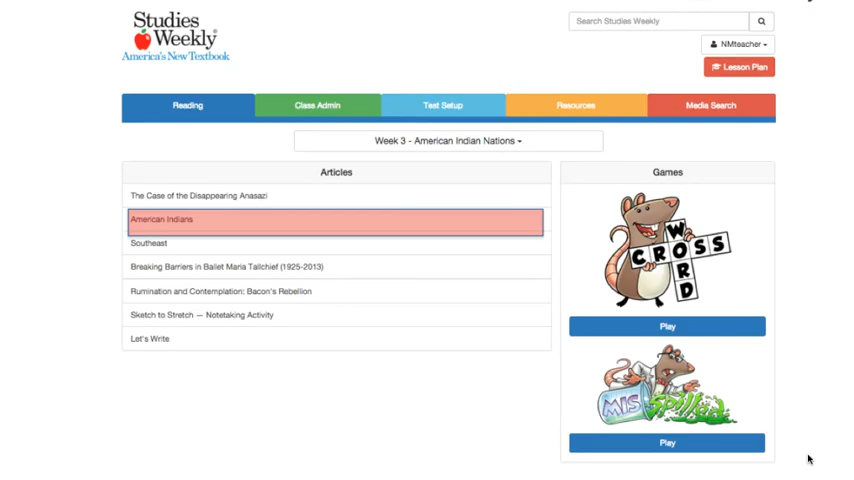 Studies
Weekly
America's New Textbook
Search Studies Weekly
NMteacher
Lesson Plan
Reading
Class Admin
Test Setup
Resources
Media Search
Week 3 - American Indian Nations
Articles
The Case of the Disappearing Anasazi
American Indians
Southeast
Breaking Barriers in Ballet Maria Tallchief (1925-2013)
Rumination and Contemplation: Bacon's Rebellion
Sketch to Stretch — Notetaking Activity
Let's Write
Games
CROSS
WORD
Play
MIS Spilled
Play